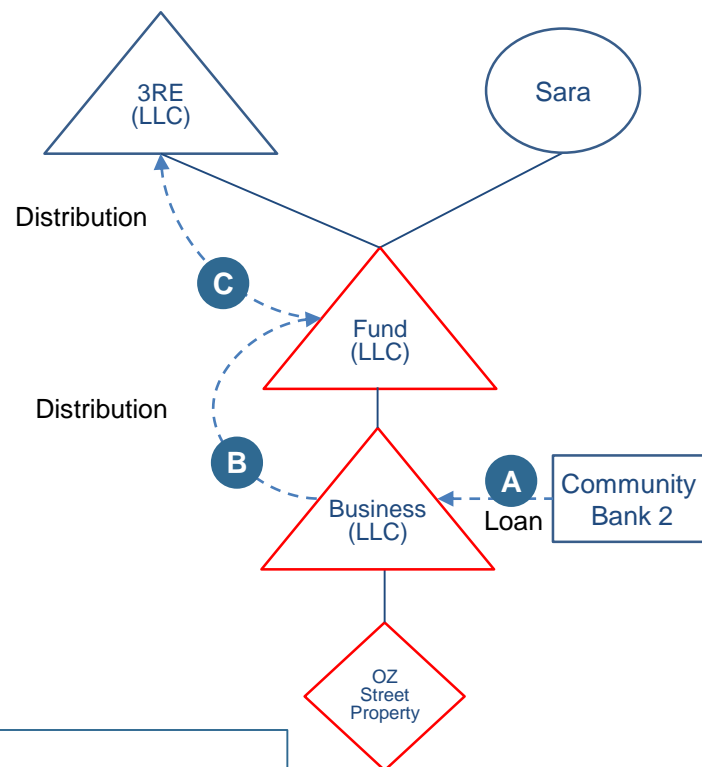 3RE
(LLC)
Sara
Distribution
C
Fund
(LLC)
Distribution
B
A
Business
(LLC)
Loan
Community
Bank 2
OZ
Street
Property